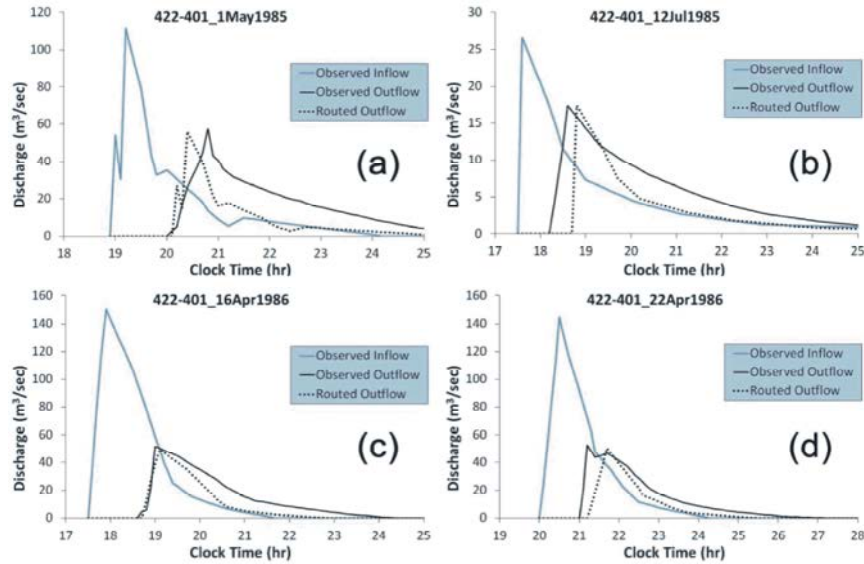 422-401_1May1985
120
100
80
60
40
20
0
Discharge (m³/sec)
Observed Inflow
Observed Outflow
Routed Outflow
(a)
18 19 20 21 22 23 24 25
Clock Time (hr)
422-401_12Jul1985
30
25
20
15
10
5
0
Discharge (m³/sec)
Observed Inflow
Observed Outflow
Routed Outflow
(b)
17 18 19 20 21 22 23 24 25
Clock Time (hr)
422-401_16Apr1986
160
140
120
100
80
60
40
20
0
Discharge (m³/sec)
Observed Inflow
Observed Outflow
Routed Outflow
(c)
17 18 19 20 21 22 23 24 25
Clock Time (hr)
422-401_22Apr1986
160
140
120
100
80
60
40
20
0
Discharge (m³/sec)
Observed Inflow
Observed Outflow
Routed Outflow
(d)
19 20 21 22 23 24 25 26 27 28
Clock Time (hr)